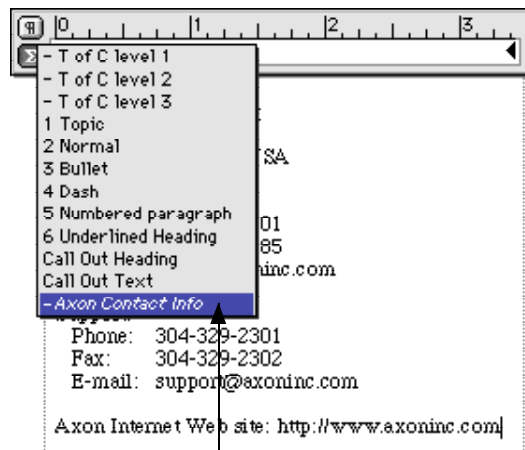 0 1 2 3
- T of C level 1
- T of C level 2
- T of C level 3
1 Topic
2 Normal
3 Bullet
4 Dash
5 Numbered paragraph
6 Underlined Heading
Call Out Heading
Call Out Text
- Axon Contact Info
SA
01
85
inc.com
Phone: 304-329-2301
Fax: 304-329-2302
E-mail: support@axoninc.com
Axon Internet Web site: http://www.axoninc.com